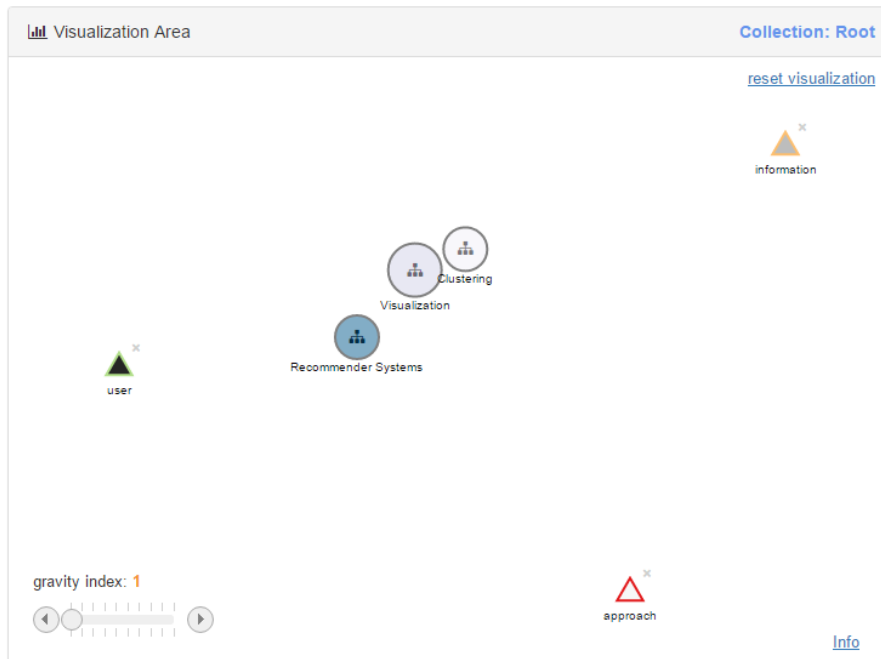 Visualization Area
Collection: Root
reset visualization
information
Clustering
Visualization
Recommender Systems
user
gravity index: 1
approach
Info